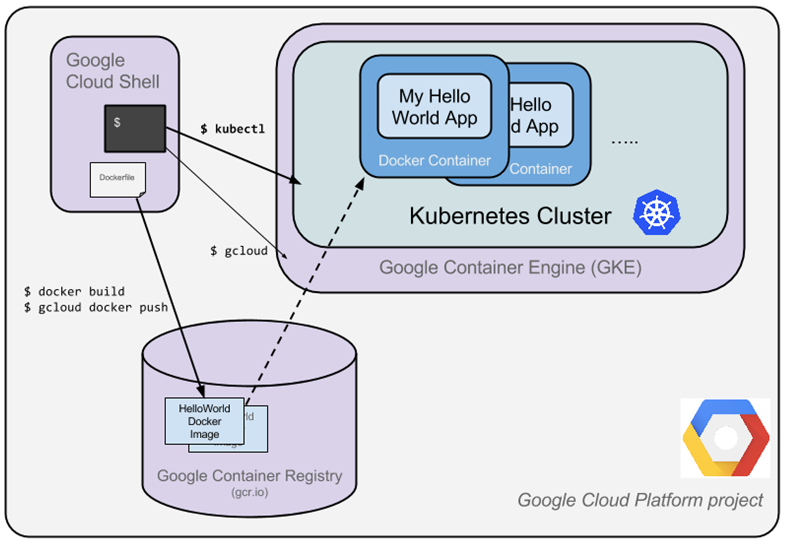 Google
Cloud Shell
$
Dockerfile
$ kubectl
$ gcloud
$ docker build
$ gcloud docker push
My Hello
World App
Docker Container
Hello
d App
Container
.....
Kubernetes Cluster
Google Container Engine (GKE)
HelloWorld
Docker
Image
Google Container Registry
(gcr.io)
Google Cloud Platform project